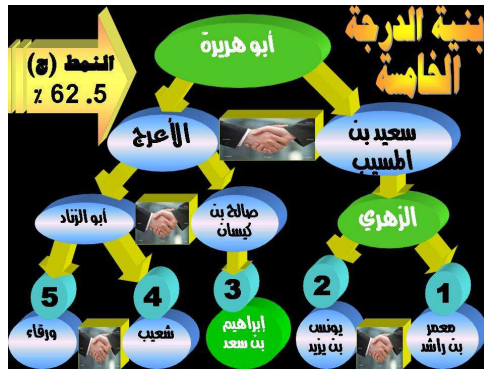 بنية الدرجة
الخامسة
النمط (ج)
62.5 ٪
أبو هريرة
سعيد بن
المسيب
الأعرج
الزهري
صالح بن
كيسان
أبو الزناد
1
2
3
4
5
معمر
بن راشد
يونس
بن يزيد
إبراهيم
بن سعد
شعيب
ورقاء